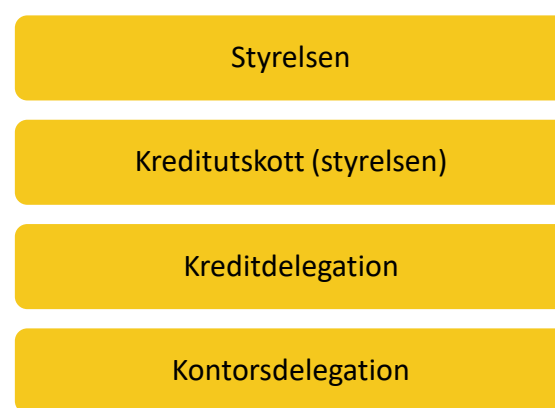 Styrelsen
Kreditutskott (styrelsen)
Kreditdelegation
Kontorsdelegation